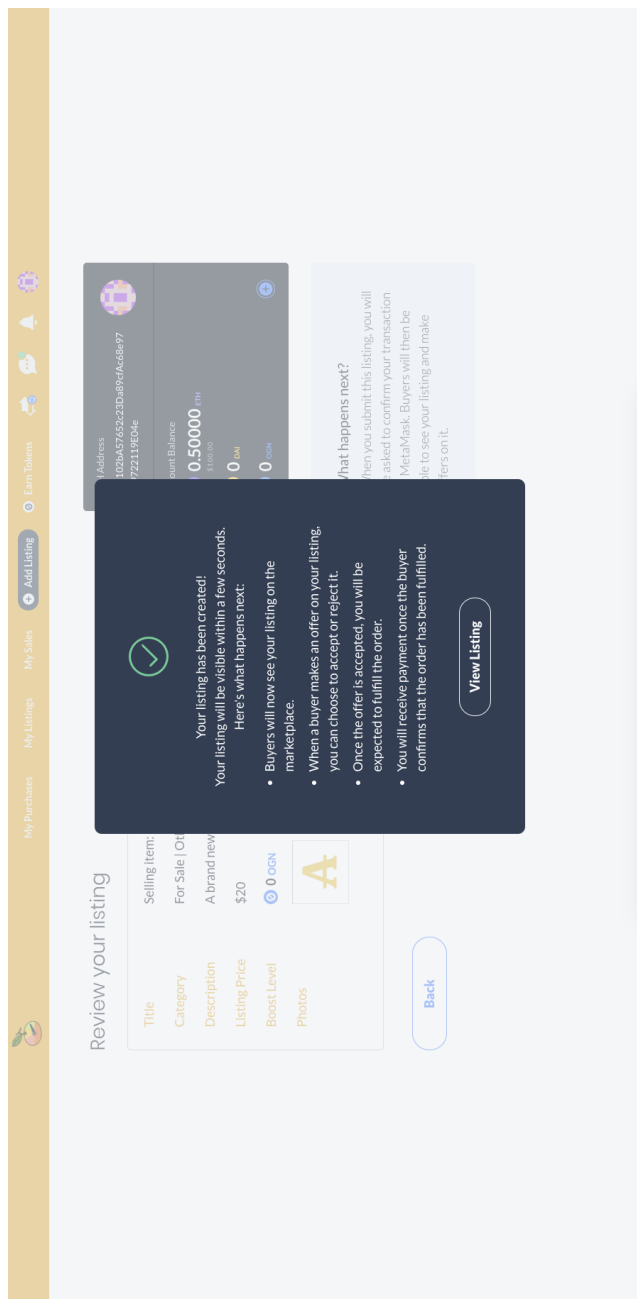 My Purchases
My Listings
My Sales
Add Listing
Earn Tokens
Review your listing
Title
Selling item:
Category
For Sale |
Description
A brand new
Listing Price
$20
Boost Level
0 OGN
Photos
A
Back
Address
102bA57652c23Da89cfAc68e97
722119E04e
Balance
0.50000 ETH
$100.00
0 DAI
0 OGN
What happens next?
When you submit this listing, you will
asked to confirm your transaction
MetaMask. Buyers will then be
to see your listing and make
on it.
Your listing has been created!
Your listing will be visible within a few seconds.
Here's what happens next:
• Buyers will now see your listing on the
marketplace.
• When a buyer makes an offer on your listing,
you can choose to accept or reject it.
• Once the offer is accepted, you will be
expected to fulfill the order.
• You will receive payment once the buyer
confirms that the order has been fulfilled.
View Listing